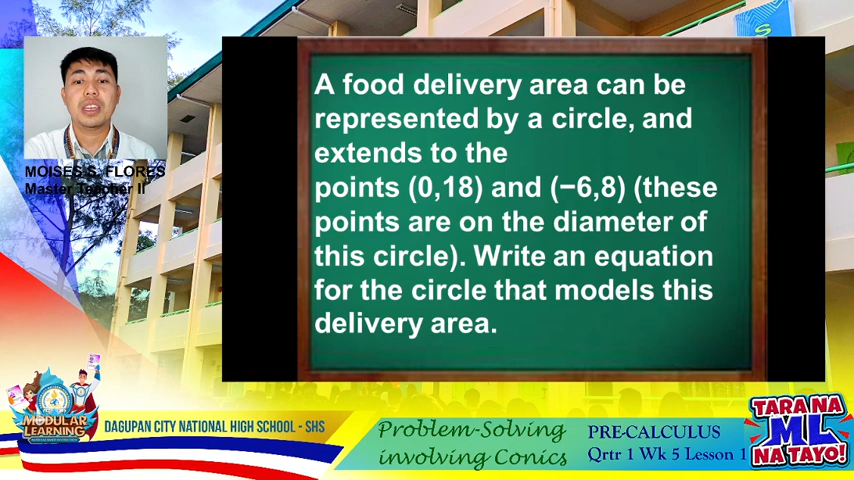 A food delivery area can be
represented by a circle, and
extends to the
points (0,18) and (−6,8) (these
points are on the diameter of
this circle). Write an equation
for the circle that models this
delivery area.
MOISES S. FLORES
Master Teacher II
MODULAR
LEARNING
DAGUPAN CITY NATIONAL HIGH SCHOOL - SHS
Problem-Solving
involving Conics
PRE-CALCULUS
Qrtr 1 Wk 5 Lesson 1
TARA NA
ML
NA TAYO!